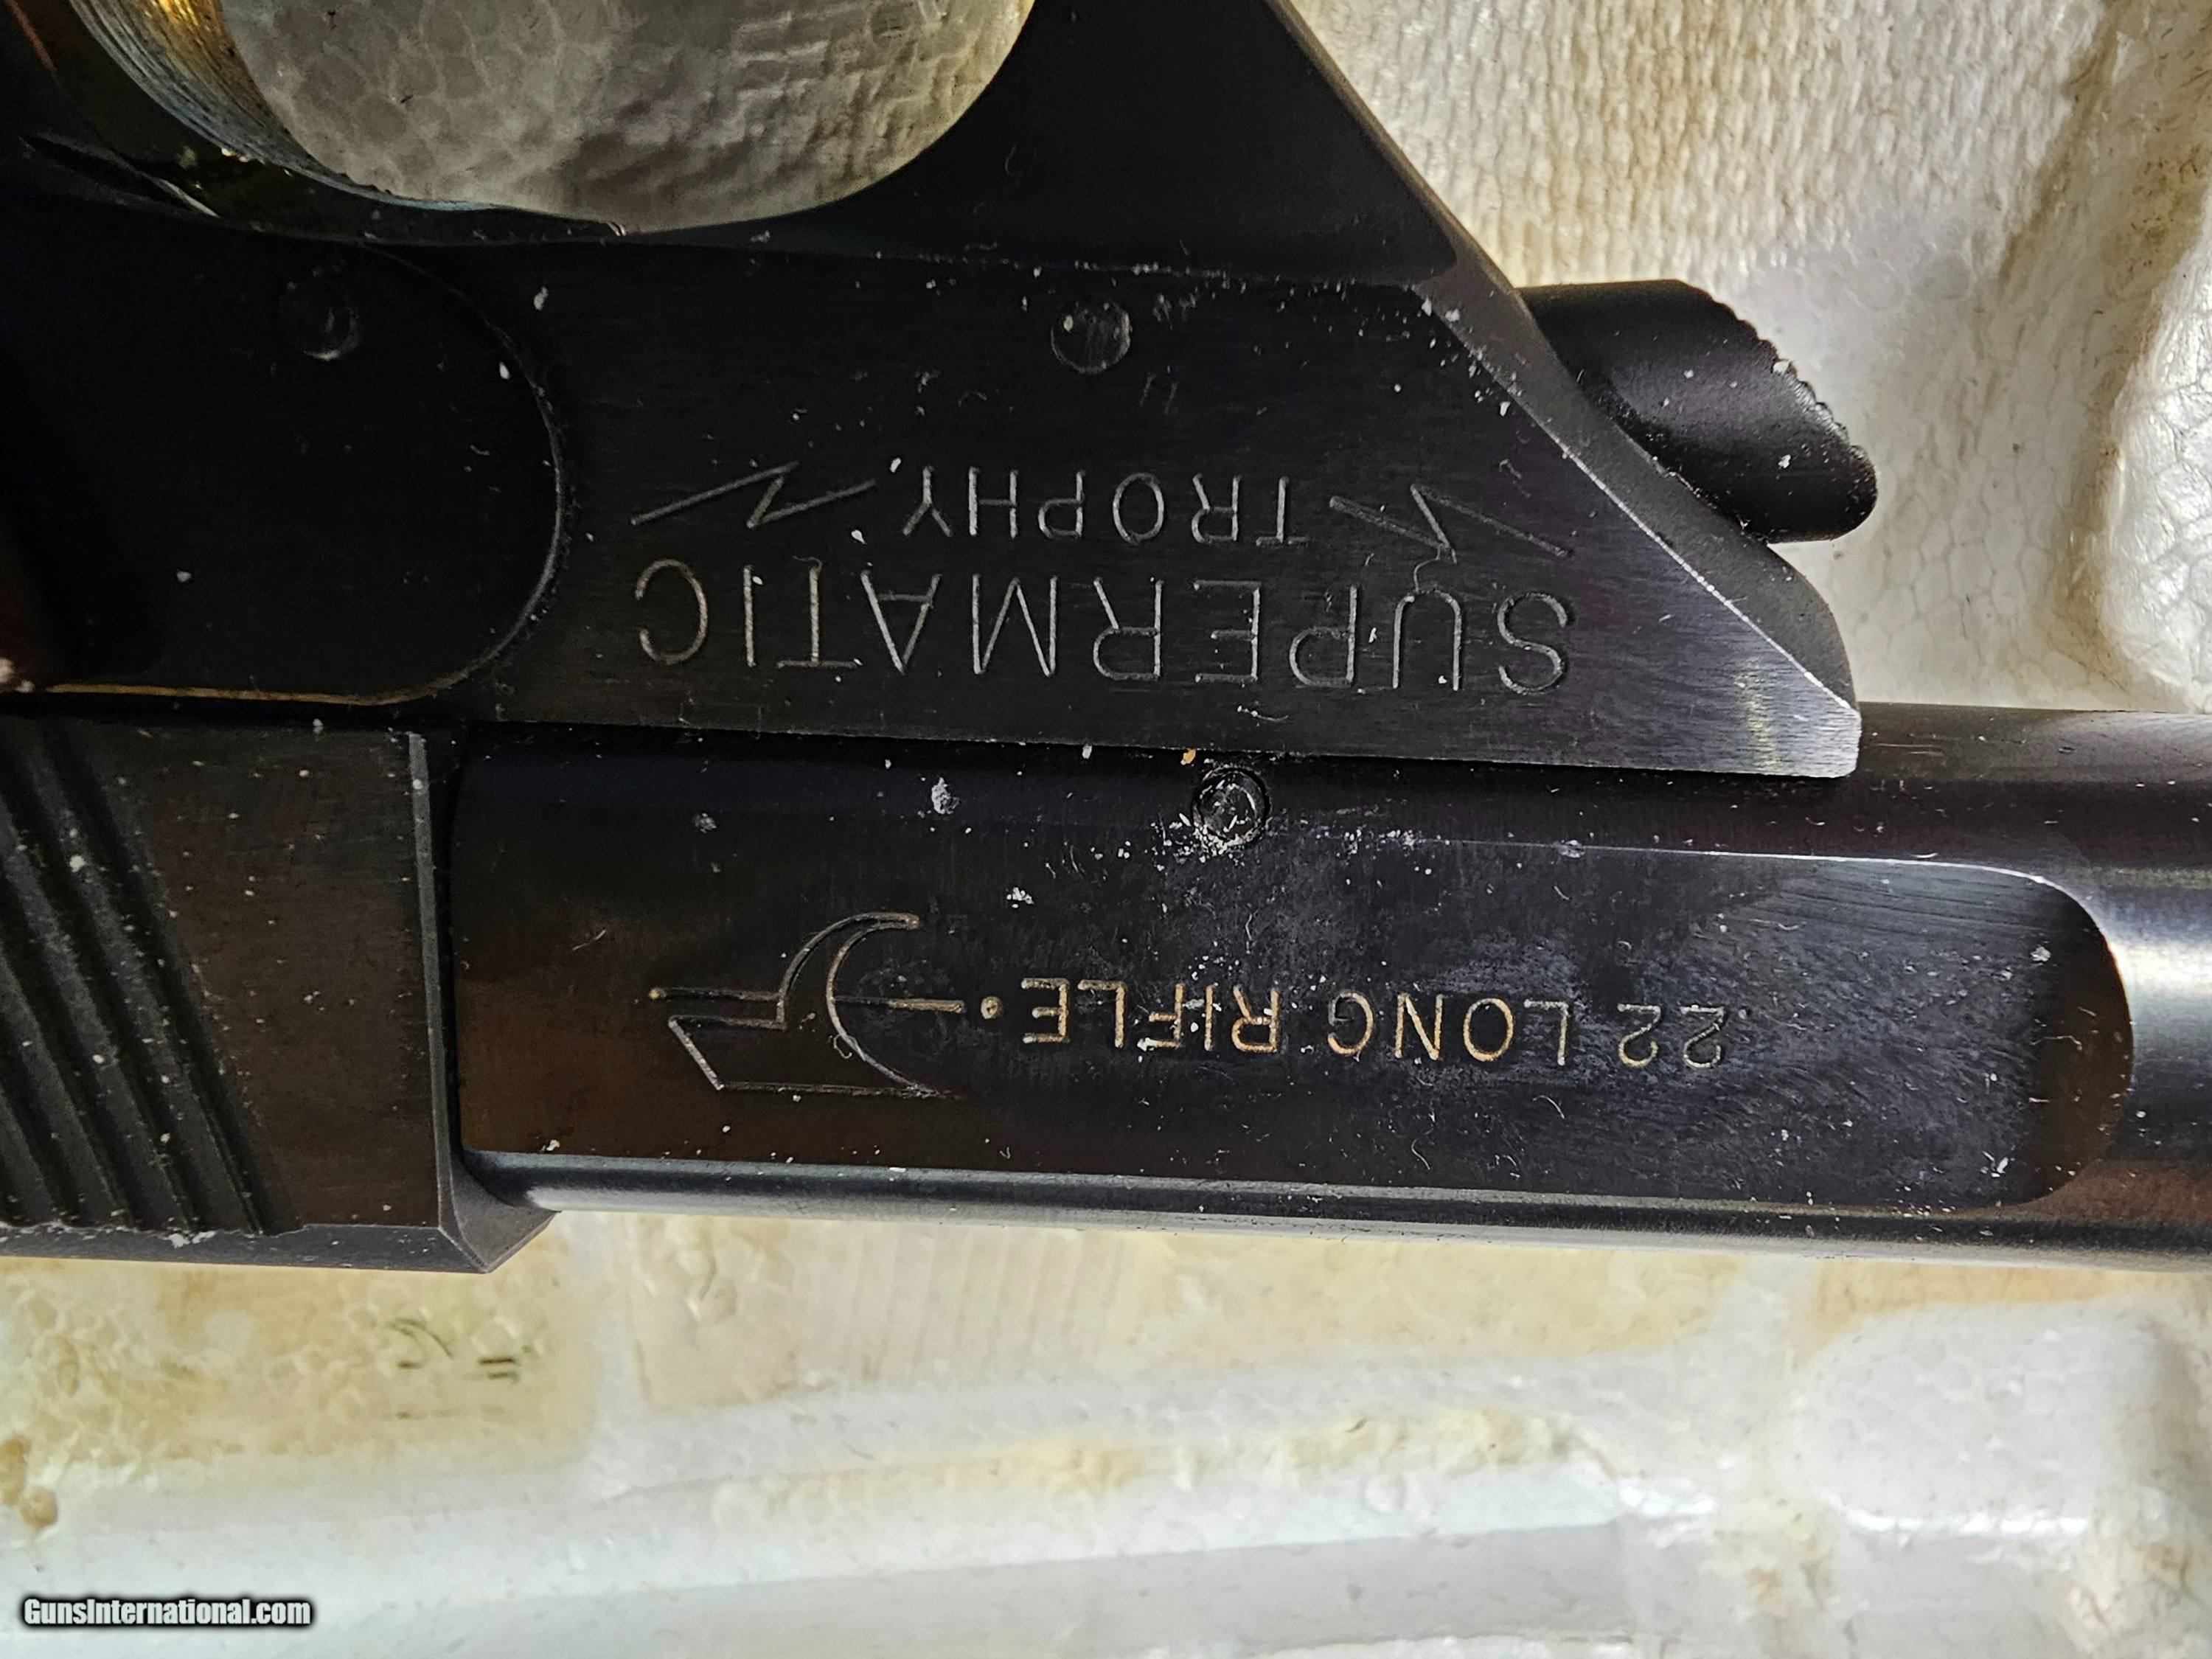 .22 LONG RIFLE •
SUPERMATIC
TROPHY
GunsInternational.com